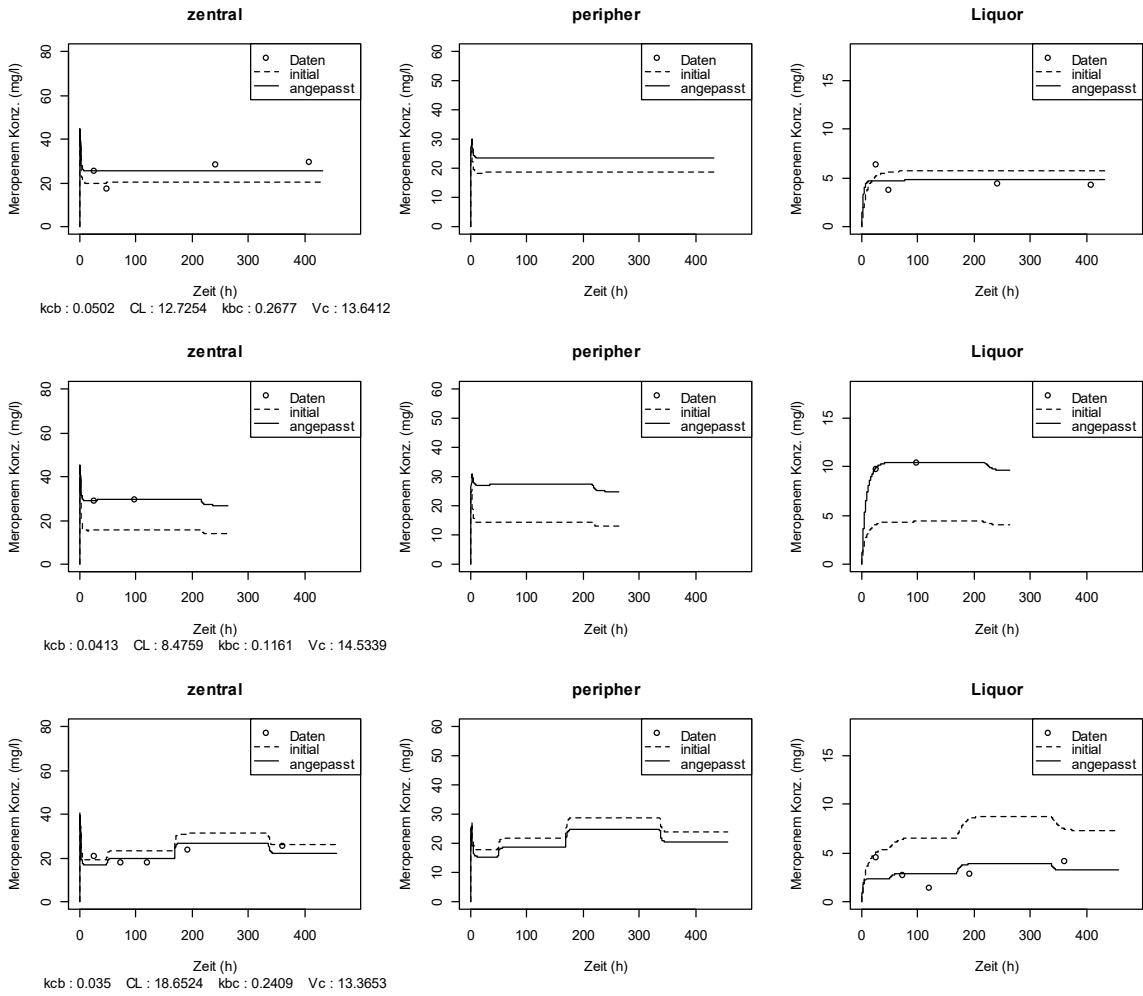 zentral peripher Liquor
Meropenem Konz. (mg/l)
80
60
40
20
0
Daten
initial
angepasst
0 100 200 300 400
Zeit (h)
Meropenem Konz. (mg/l)
60
50
40
30
20
10
0
Daten
initial
angepasst
0 100 200 300 400
Zeit (h)
Meropenem Konz. (mg/l)
15
10
5
0
Daten
initial
angepasst
0 100 200 300 400
Zeit (h)
kcb : 0.0502 CL : 12.7254 kbc : 0.2677 Vc : 13.6412
zentral peripher Liquor
Meropenem Konz. (mg/l)
80
60
40
20
0
Daten
initial
angepasst
0 100 200 300 400
Zeit (h)
Meropenem Konz. (mg/l)
60
50
40
30
20
10
0
Daten
initial
angepasst
0 100 200 300 400
Zeit (h)
Meropenem Konz. (mg/l)
15
10
5
0
Daten
initial
angepasst
0 100 200 300 400
Zeit (h)
kcb : 0.0413 CL : 8.4759 kbc : 0.1161 Vc : 14.5339
zentral peripher Liquor
Meropenem Konz. (mg/l)
80
60
40
20
0
Daten
initial
angepasst
0 100 200 300 400
Zeit (h)
Meropenem Konz. (mg/l)
60
50
40
30
20
10
0
Daten
initial
angepasst
0 100 200 300 400
Zeit (h)
Meropenem Konz. (mg/l)
15
10
5
0
Daten
initial
angepasst
0 100 200 300 400
Zeit (h)
kcb : 0.035 CL : 18.6524 kbc : 0.2409 Vc : 13.3653